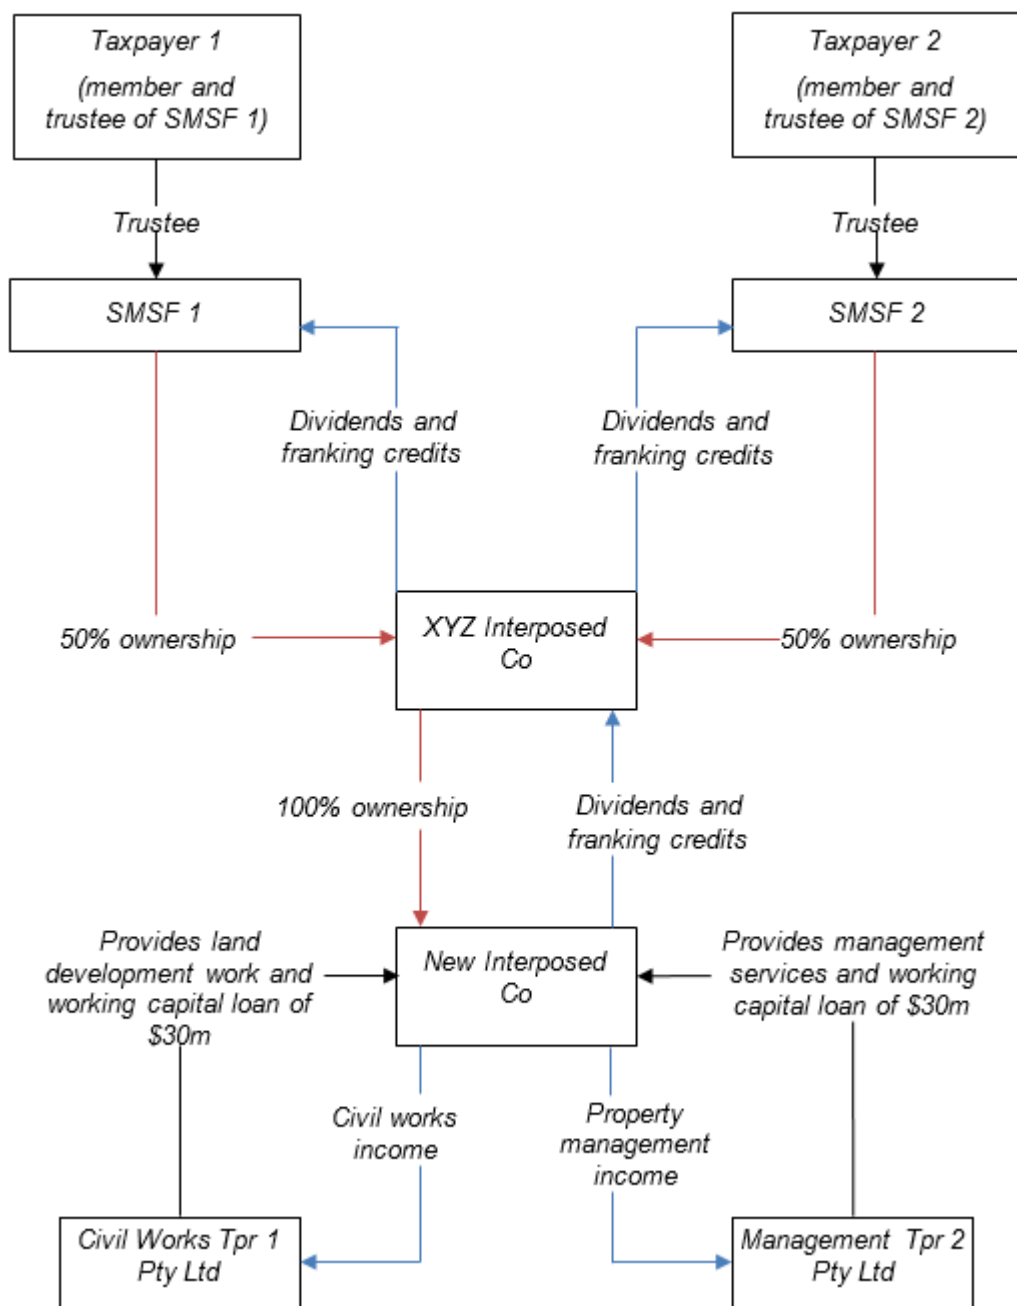 Taxpayer 1
(member and
trustee of SMSF 1)
Taxpayer 2
(member and
trustee of SMSF 2)
Trustee
Trustee
SMSF 1
SMSF 2
Dividends and
franking credits
Dividends and
franking credits
50% ownership
XYZ Interposed
Co
50% ownership
100% ownership
Dividends and
franking credits
Provides land
development work and
working capital loan of
$30m
New Interposed
Co
Provides management
services and working
capital loan of $30m
Civil works
income
Property
management
income
Civil Works Tpr 1
Pty Ltd
Management Tpr 2
Pty Ltd